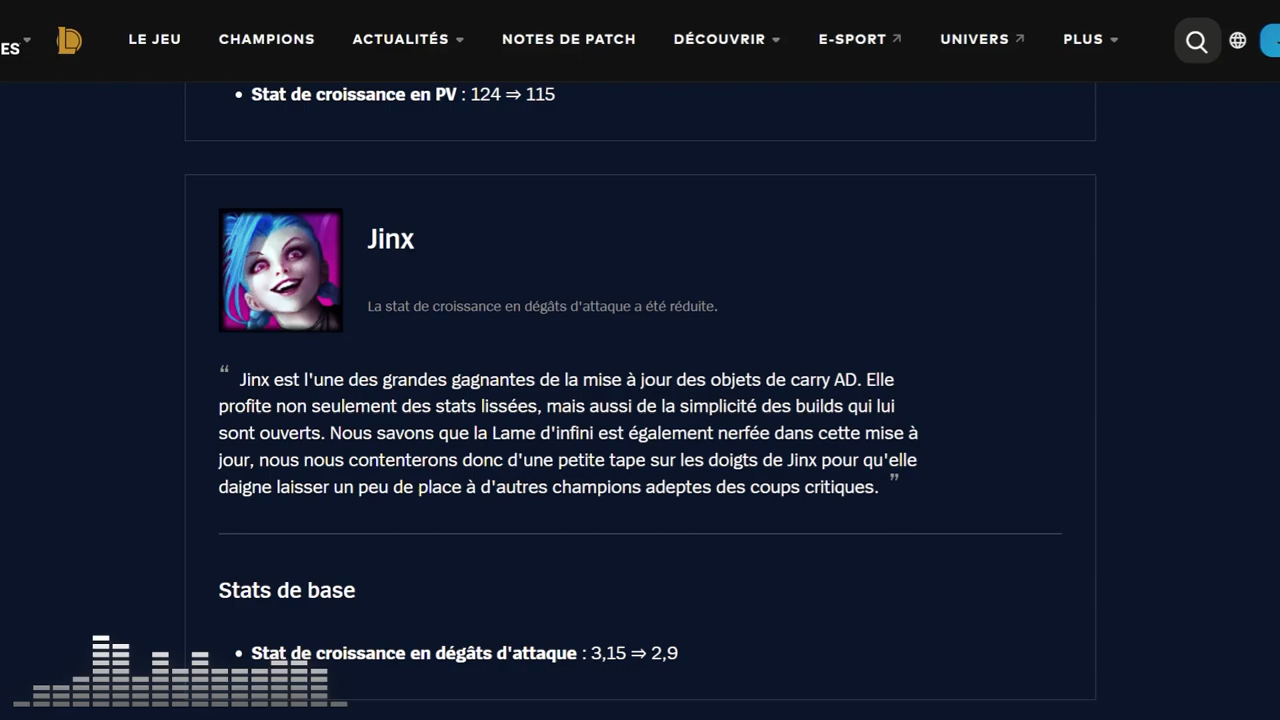 ES
LE JEU CHAMPIONS ACTUALITÉS NOTES DE PATCH DÉCOUVRIR E-SPORT UNIVERS PLUS
• Stat de croissance en PV : 124 ⇒ 115
Jinx
La stat de croissance en dégâts d'attaque a été réduite.
“ Jinx est l'une des grandes gagnantes de la mise à jour des objets de carry AD. Elle
profite non seulement des stats lissées, mais aussi de la simplicité des builds qui lui
sont ouverts. Nous savons que la Lame d'infini est également nerfée dans cette mise à
jour, nous nous contenterons donc d'une petite tape sur les doigts de Jinx pour qu'elle
daigne laisser un peu de place à d'autres champions adeptes des coups critiques. ”
Stats de base
• Stat de croissance en dégâts d'attaque : 3,15 ⇒ 2,9